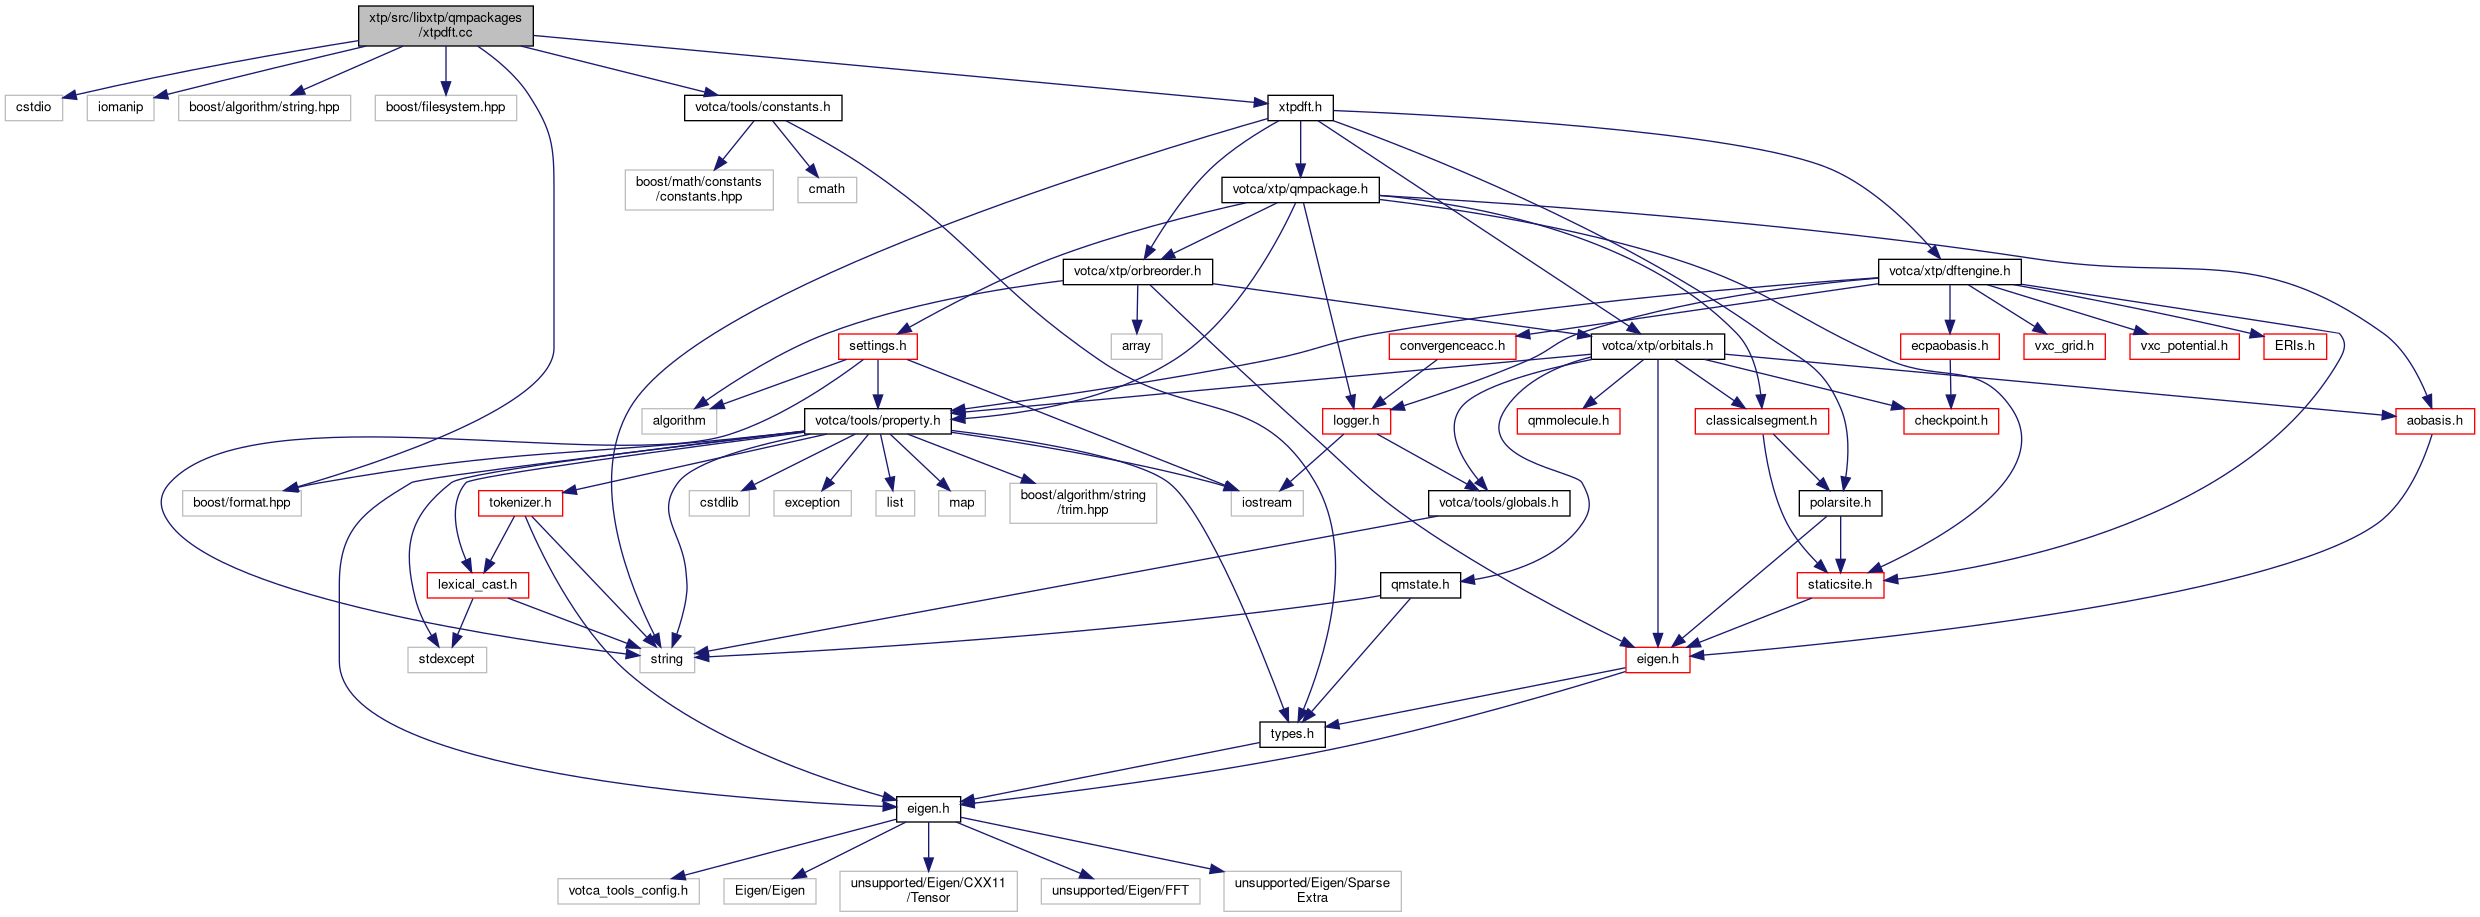 xtp/src/libxtp/qmpackages
/xtpdft.cc
cstdio
iomanip
boost/algorithm/string.hpp
boost/filesystem.hpp
votca/tools/constants.h
xtpdft.h
boost/math/constants
/constants.hpp
cmath
votca/xtp/qmpackage.h
votca/xtp/orbreorder.h
votca/xtp/dftengine.h
settings.h
array
convergenceacc.h
votca/xtp/orbitals.h
ecpaobasis.h
vxc_grid.h
vxc_potential.h
ERIs.h
algorithm
votca/tools/property.h
logger.h
qmmolecule.h
classicalsegment.h
checkpoint.h
aobasis.h
boost/format.hpp
tokenizer.h
cstdlib
exception
list
map
boost/algorithm/string
/trim.hpp
iostream
votca/tools/globals.h
polarsite.h
lexical_cast.h
qmstate.h
staticsite.h
stdexcept
string
eigen.h
types.h
eigen.h
votca_tools_config.h
Eigen/Eigen
unsupported/Eigen/CXX11
/Tensor
unsupported/Eigen/FFT
unsupported/Eigen/Sparse
Extra